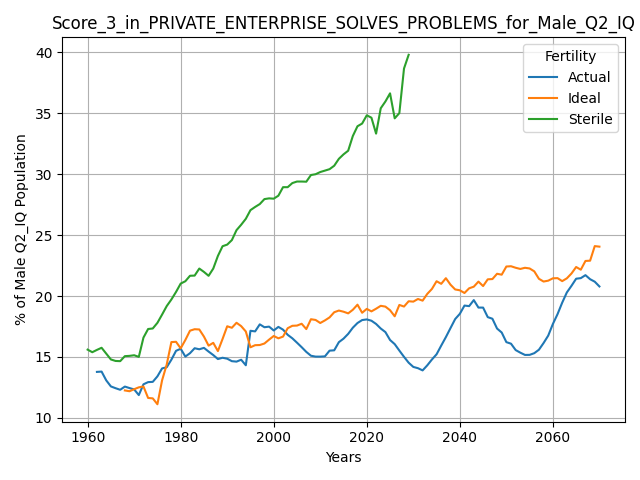 Score_3_in_PRIVATE_ENTERPRISE_SOLVES_PROBLEMS_for_Male_Q2_IQ
Fertility
Actual
Ideal
Sterile
% of Male Q2_IQ Population
40
35
30
25
20
15
10
1960
1980
2000
2020
2040
2060
Years